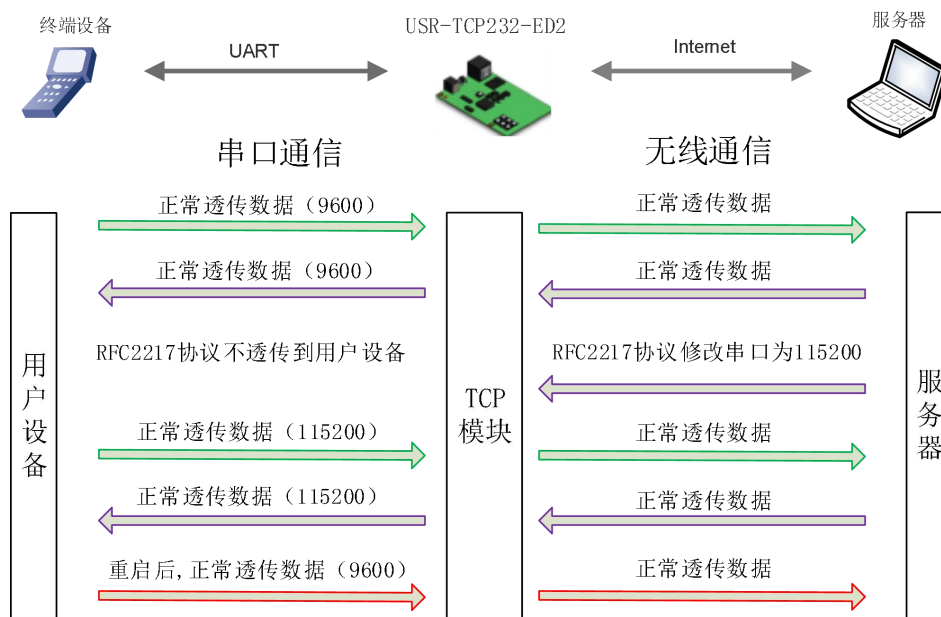 终端设备
USR-TCP232-ED2
服务器
UART
Internet
串口通信
无线通信
正常透传数据（9600）
正常透传数据
正常透传数据（9600）
正常透传数据
RFC2217协议不透传到用户设备
RFC2217协议修改串口为115200
用户设备
TCP
模块
服务器
正常透传数据（115200）
正常透传数据
正常透传数据（115200）
正常透传数据
重启后,正常透传数据（9600）
正常透传数据